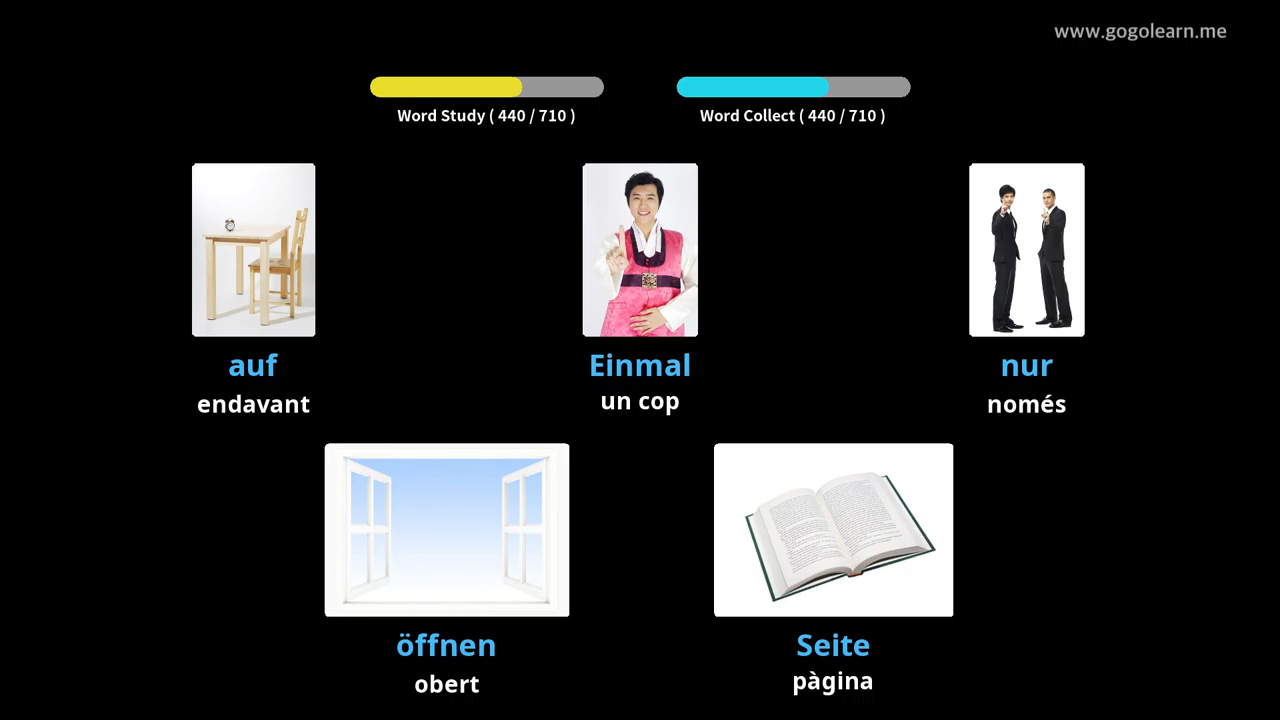 www.gogolearn.me
Word Study ( 440 / 710 )
Word Collect ( 440 / 710 )
auf
endavant
Einmal
un cop
nur
només
öffnen
obert
Seite
pàgina